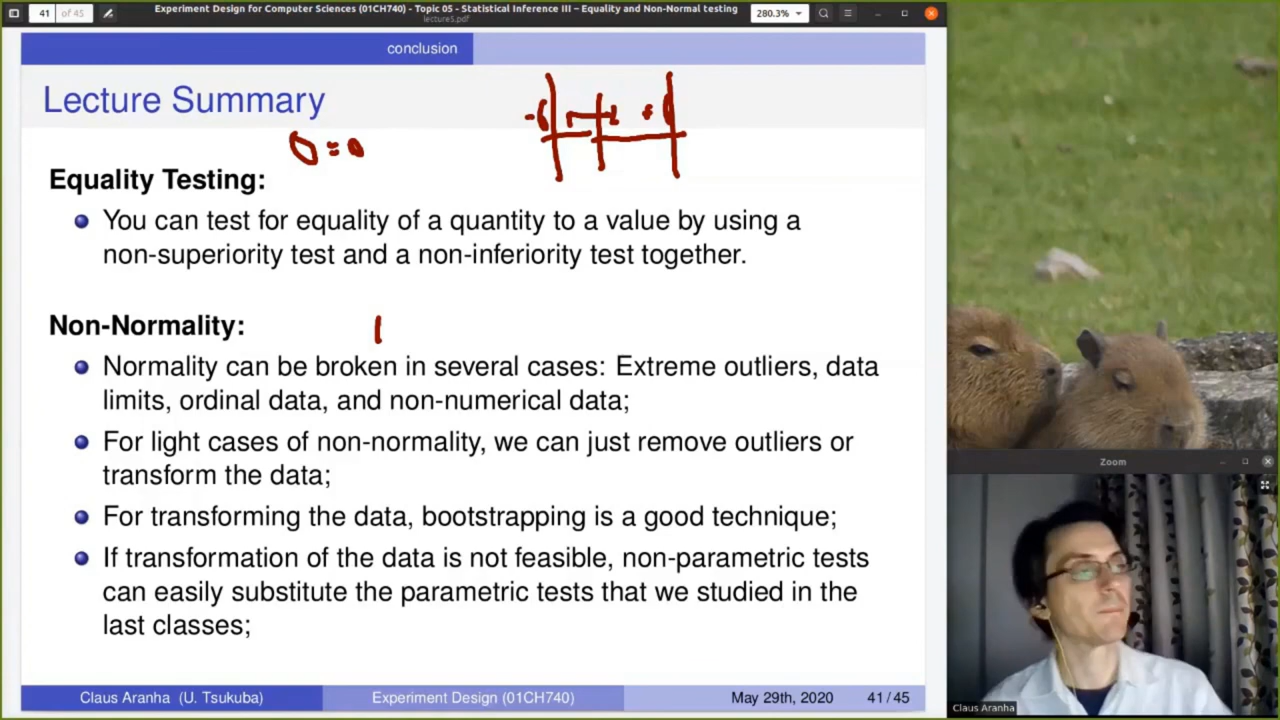 41 of 45
Experiment Design for Computer Sciences (01CH740) - Topic 05 - Statistical Inference III – Equality and Non-Normal testing
lecture5.pdf
280.3%
conclusion
Lecture Summary
Equality Testing:
You can test for equality of a quantity to a value by using a
non-superiority test and a non-inferiority test together.
Non-Normality:
Normality can be broken in several cases: Extreme outliers, data
limits, ordinal data, and non-numerical data;
For light cases of non-normality, we can just remove outliers or
transform the data;
For transforming the data, bootstrapping is a good technique;
If transformation of the data is not feasible, non-parametric tests
can easily substitute the parametric tests that we studied in the
last classes;
Claus Aranha (U. Tsukuba)
Experiment Design (01CH740)
May 29th, 2020
41 / 45
Zoom
Claus Aranha